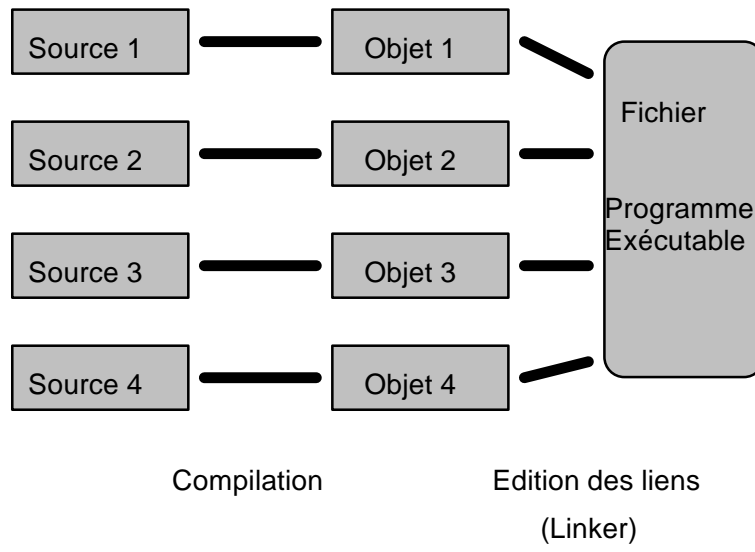 Source 1
Objet 1
Fichier
Source 2
Objet 2
Programme
Exécutable
Source 3
Objet 3
Source 4
Objet 4
Compilation
Edition des liens
(Linker)